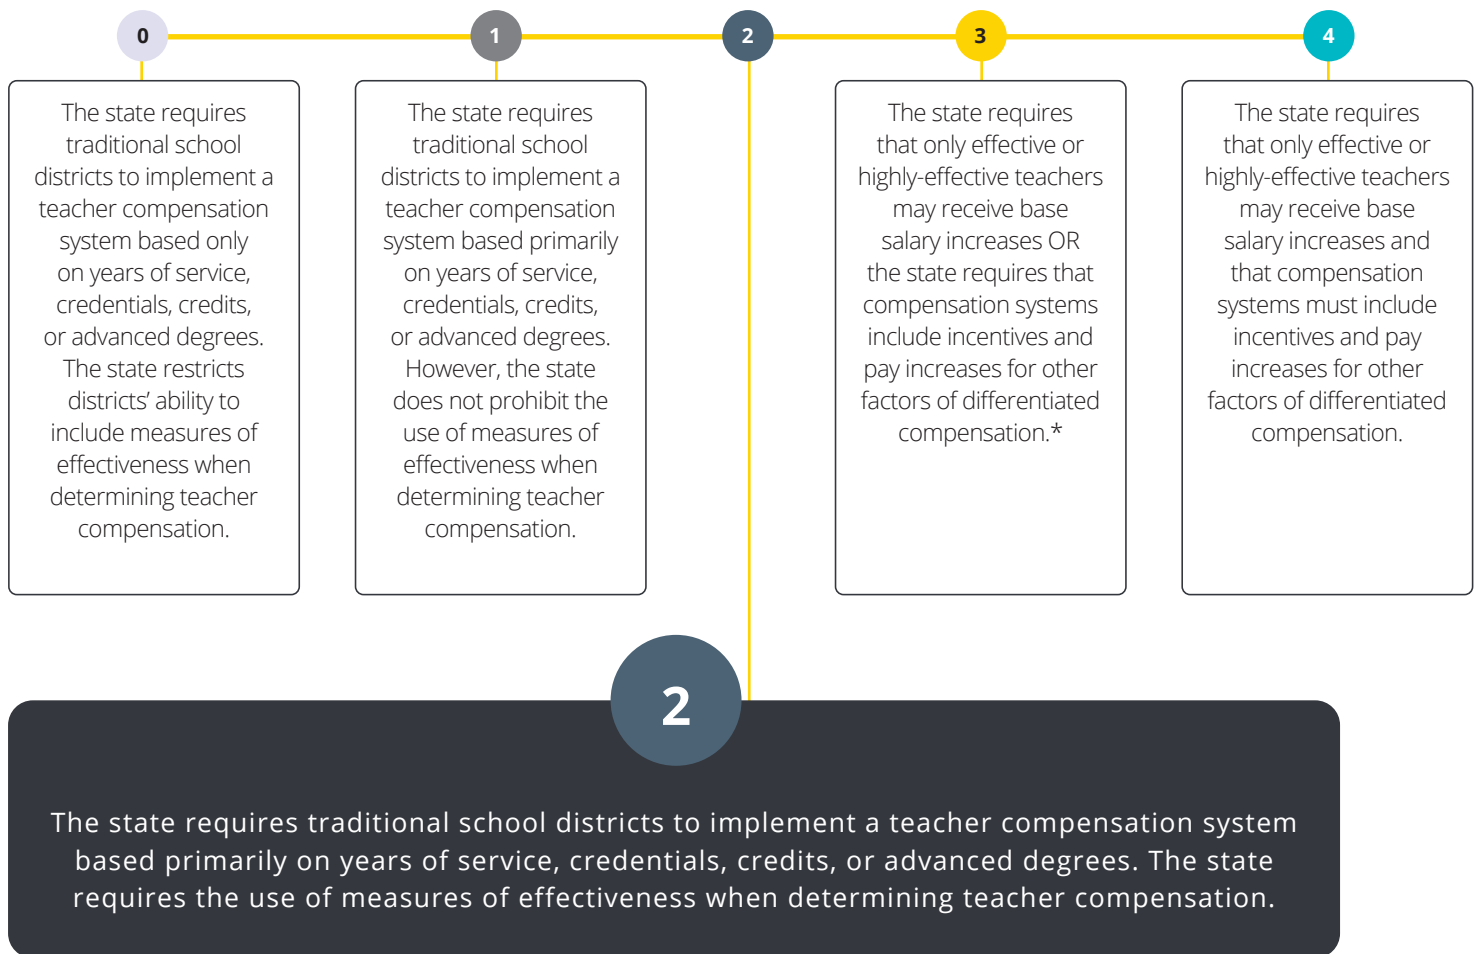 0
The state requires
traditional school
districts to implement a
teacher compensation
system based only
on years of service,
credentials, credits,
or advanced degrees.
The state restricts
districts’ ability to
include measures of
effectiveness when
determining teacher
compensation.
1
The state requires
traditional school
districts to implement a
teacher compensation
system based primarily
on years of service,
credentials, credits,
or advanced degrees.
However, the state
does not prohibit the
use of measures of
effectiveness when
determining teacher
compensation.
2
3
The state requires
that only effective or
highly-effective teachers
may receive base
salary increases OR
the state requires that
compensation systems
include incentives and
pay increases for other
factors of differentiated
compensation.*
4
The state requires
that only effective or
highly-effective teachers
may receive base
salary increases and
that compensation
systems must include
incentives and pay
increases for other
factors of differentiated
compensation.
2
The state requires traditional school districts to implement a teacher compensation system
based primarily on years of service, credentials, credits, or advanced degrees. The state
requires the use of measures of effectiveness when determining teacher compensation.